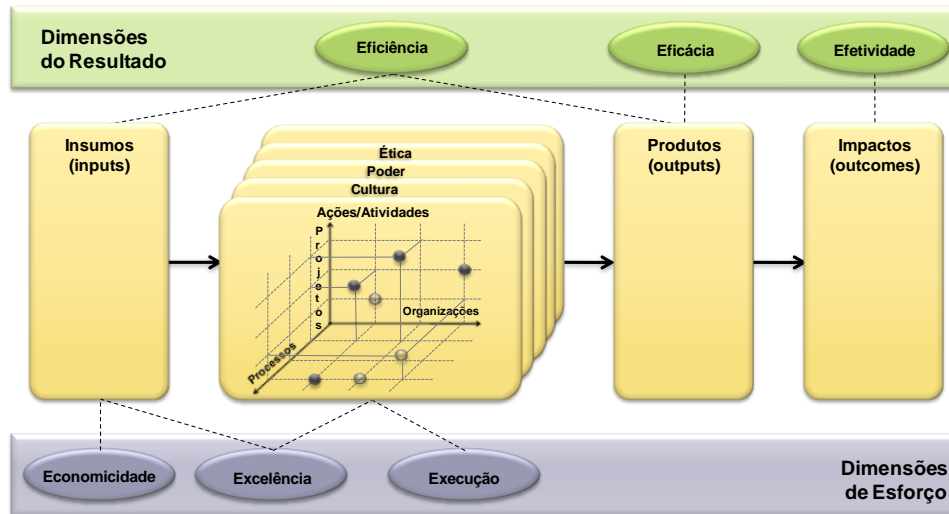 Dimensões
do Resultado
Eficiência
Eficácia
Efetividade
Insumos
(inputs)
Ética
Poder
Cultura
Ações/Atividades
Projetos
Organizações
Processos
Produtos
(outputs)
Impactos
(outcomes)
Economicidade
Excelência
Execução
Dimensões
de Esforço